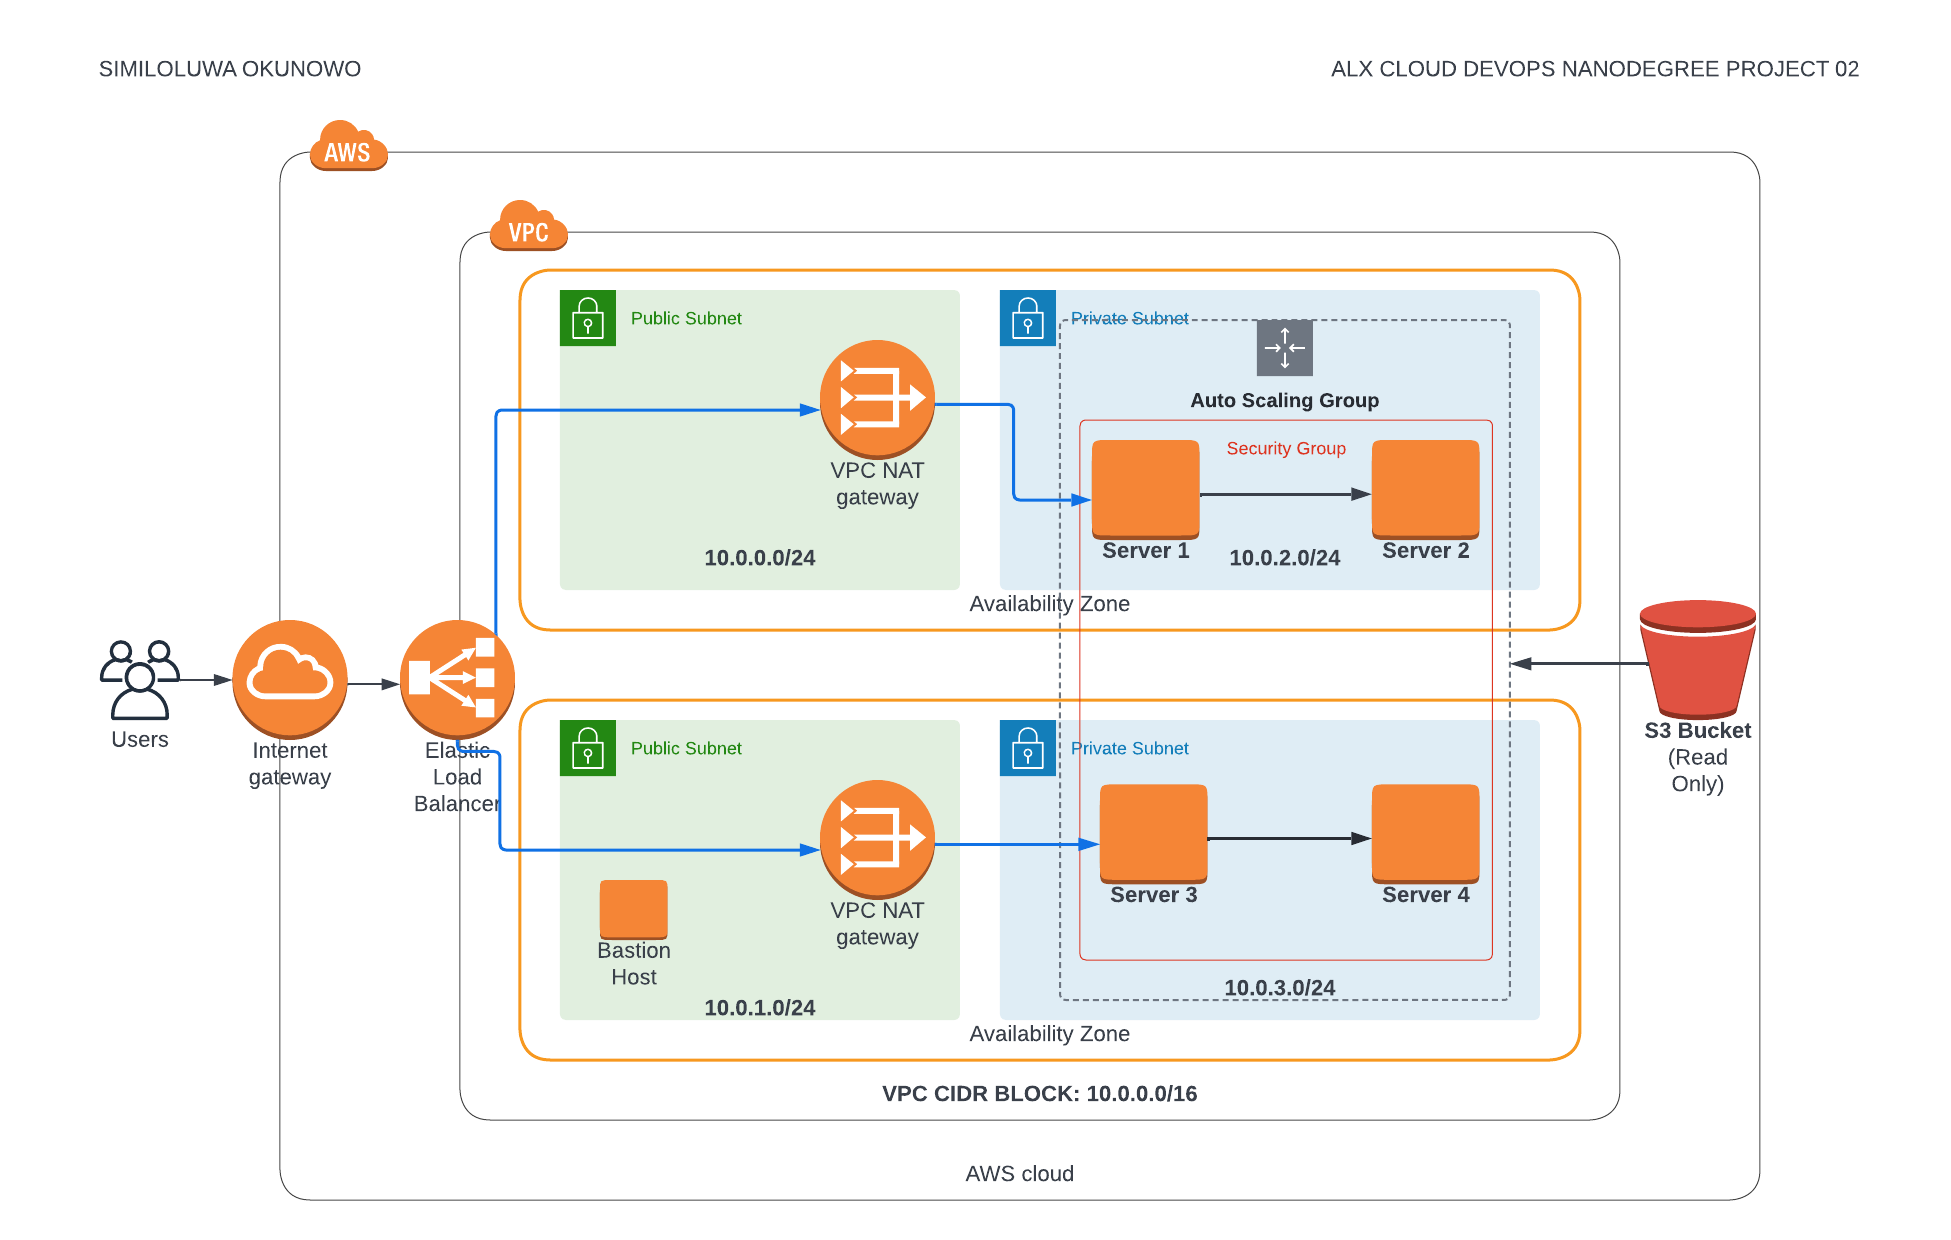 SIMILOLUWA OKUNOWO
ALX CLOUD DEVOPS NANODEGREE PROJECT 02
AWS
VPC
Public Subnet
Private Subnet
Auto Scaling Group
Security Group
VPC NAT
gateway
Server 1
Server 2
10.0.0.0/24
10.0.2.0/24
Availability Zone
Users
Internet
gateway
Elastic
Load
Balancer
S3 Bucket
(Read
Only)
Public Subnet
Private Subnet
VPC NAT
gateway
Server 3
Server 4
Bastion
Host
10.0.1.0/24
10.0.3.0/24
Availability Zone
VPC CIDR BLOCK: 10.0.0.0/16
AWS cloud